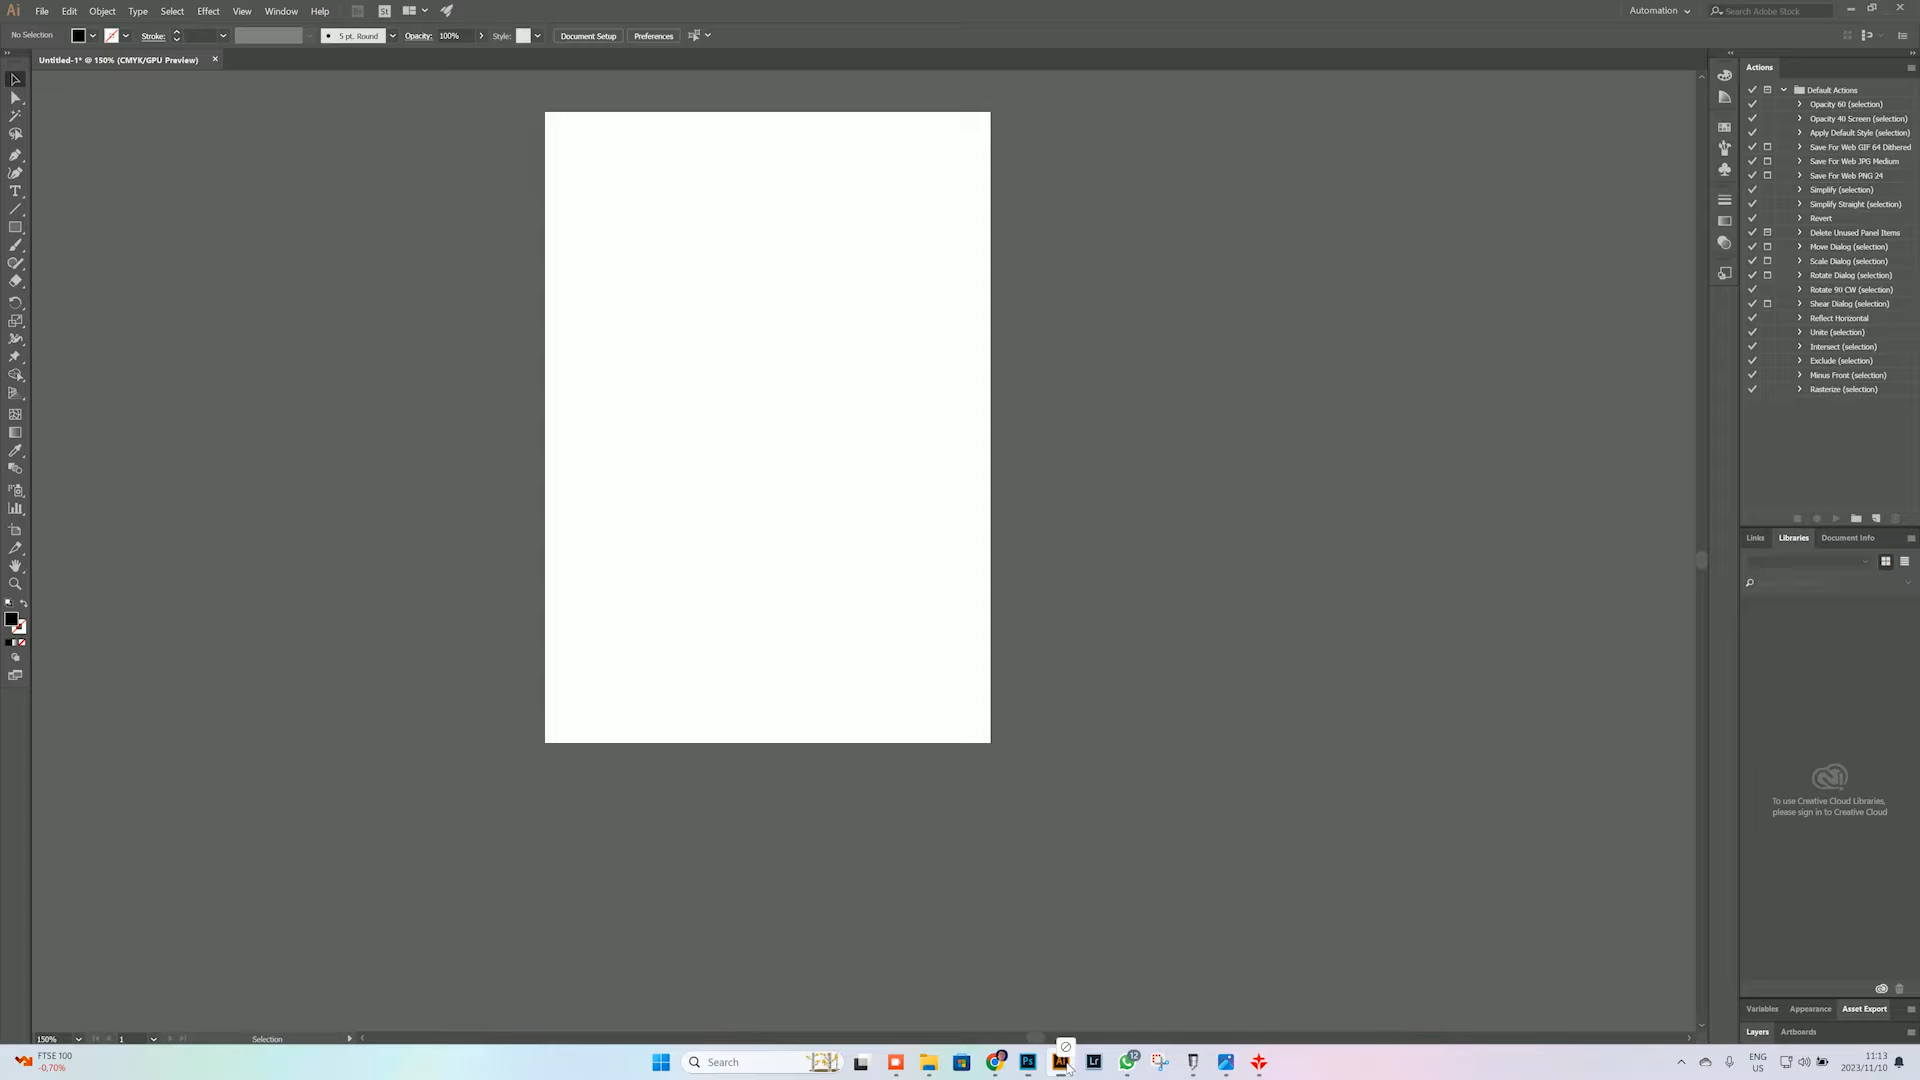 Ai File Edit Object Type Select Effect View Window Help Br St Automation Search Adobe Stock
No Selection Stroke: 5 pt. Round Opacity: 100% Style: Document Setup Preferences
Untitled-1* @ 150% (CMYK/GPU Preview) ×
Actions
Default Actions
Opacity 60 (selection)
Opacity 40 Screen (selection)
Apply Default Style (selection)
Save For Web GIF 64 Dithered
Save For Web JPG Medium
Save For Web PNG 24
Simplify (selection)
Simplify Straight (selection)
Revert
Delete Unused Panel Items
Move Dialog (selection)
Scale Dialog (selection)
Rotate Dialog (selection)
Rotate 90 CW (selection)
Shear Dialog (selection)
Reflect Horizontal
Unite (selection)
Intersect (selection)
Exclude (selection)
Minus Front (selection)
Rasterize (selection)
Links Libraries Document Info
To use Creative Cloud Libraries,
please sign in to Creative Cloud
Variables Appearance Asset Export
Layers Artboards
150% 1 Selection
FTSE 100
-0,70%
Search
Ps Ai Lr 12
ENG
US
11:13
2023/11/10